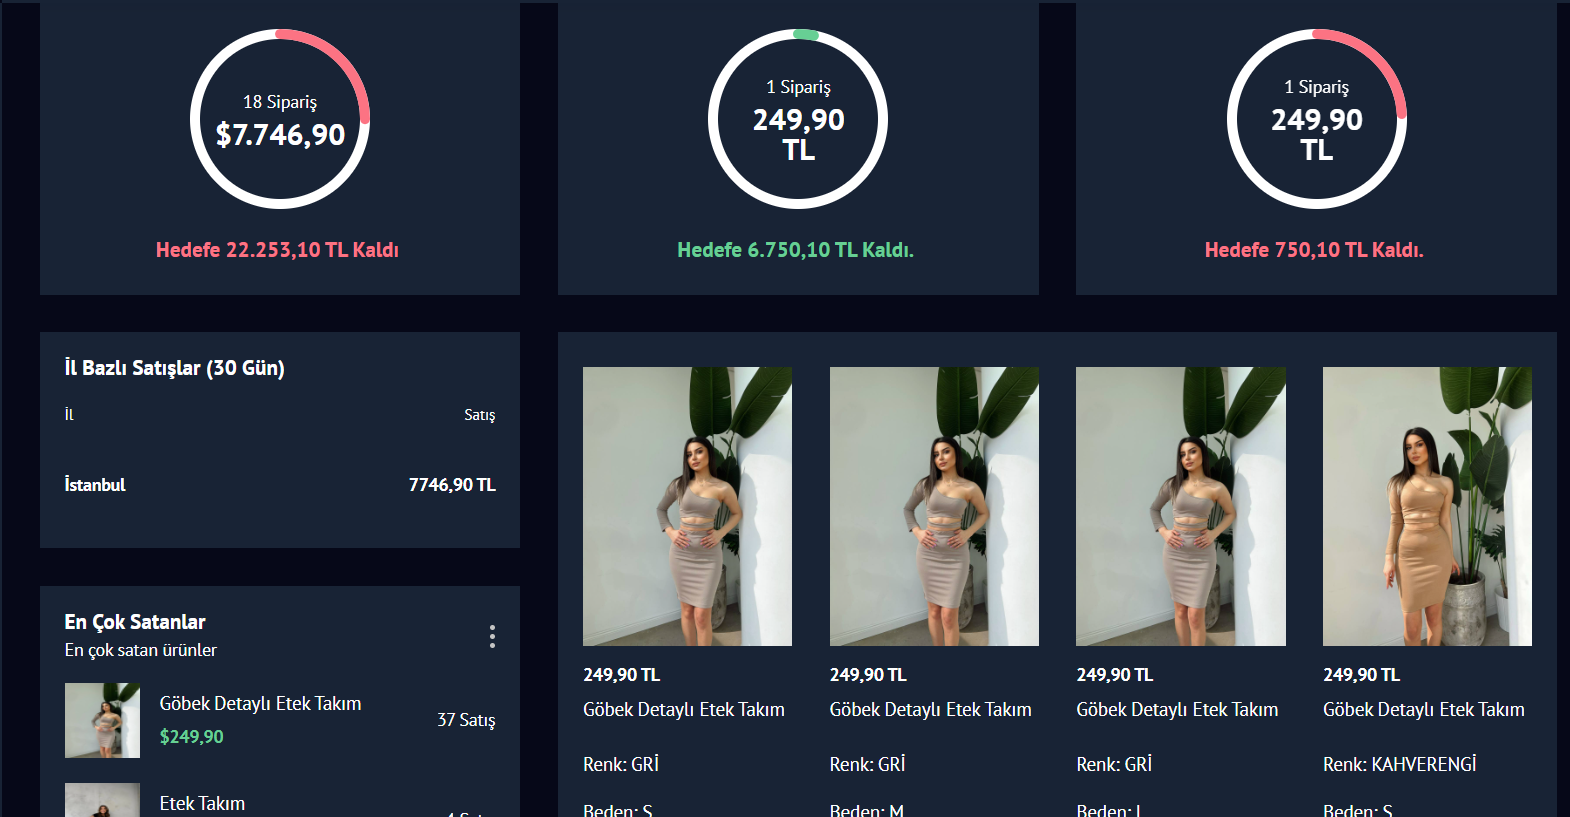 18 Sipariş
$7.746,90
Hedefe 22.253,10 TL Kaldı
1 Sipariş
249,90
TL
Hedefe 6.750,10 TL Kaldı.
1 Sipariş
249,90
TL
Hedefe 750,10 TL Kaldı.
İl Bazlı Satışlar (30 Gün)
İl Satış
İstanbul 7746,90 TL
En Çok Satanlar
En çok satan ürünler
Göbek Detaylı Etek Takım
$249,90
37 Satış
Etek Takım
249,90 TL
Göbek Detaylı Etek Takım
Renk: GRİ
Beden: S
249,90 TL
Göbek Detaylı Etek Takım
Renk: GRİ
Beden: M
249,90 TL
Göbek Detaylı Etek Takım
Renk: GRİ
Beden: L
249,90 TL
Göbek Detaylı Etek Takım
Renk: KAHVERENGİ
Beden: S